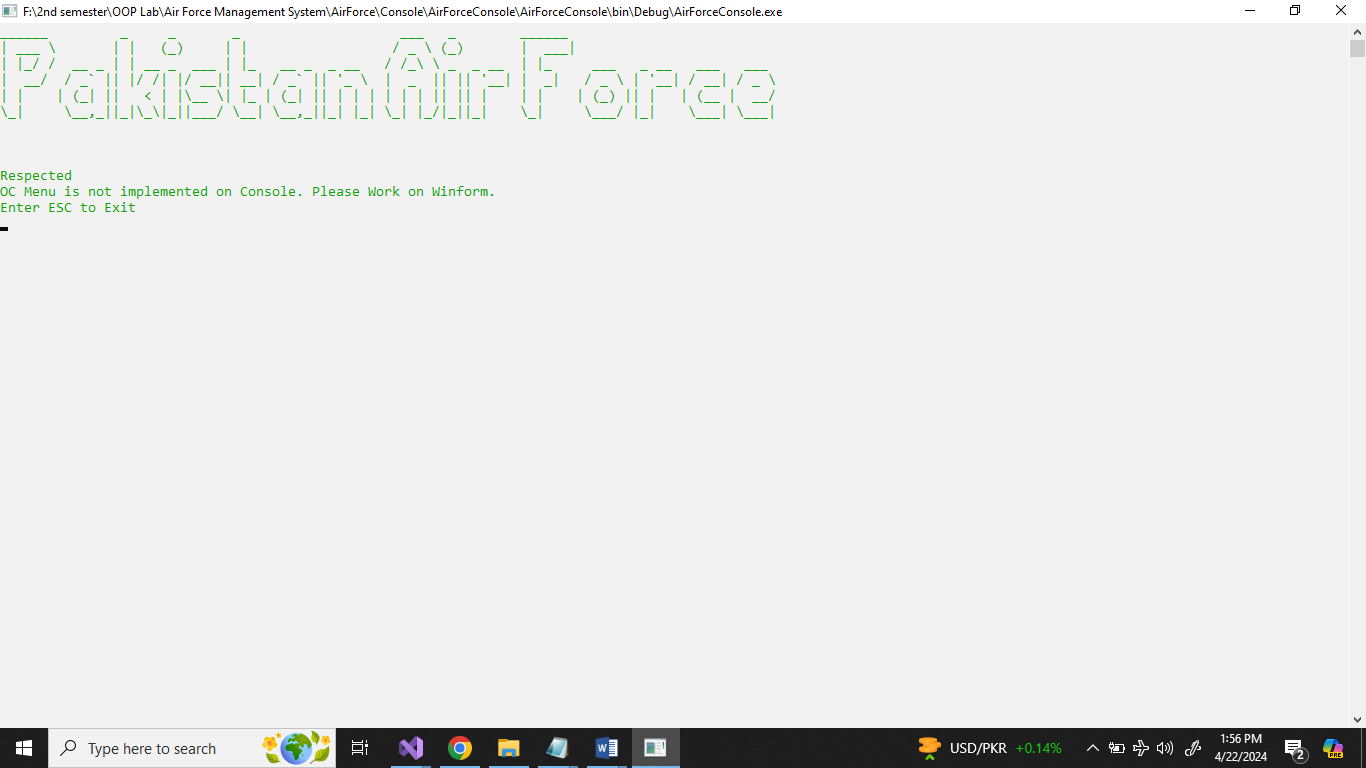 F:\2nd semester\OOP Lab\Air Force Management System\AirForce\Console\AirForceConsole\AirForceConsole\bin\Debug\AirForceConsole.exe
Pakistan Air Force
Respected
OC Menu is not implemented on Console. Please Work on Winform.
Enter ESC to Exit
Type here to search
USD/PKR +0.14%
1:56 PM
4/22/2024
2
PRE